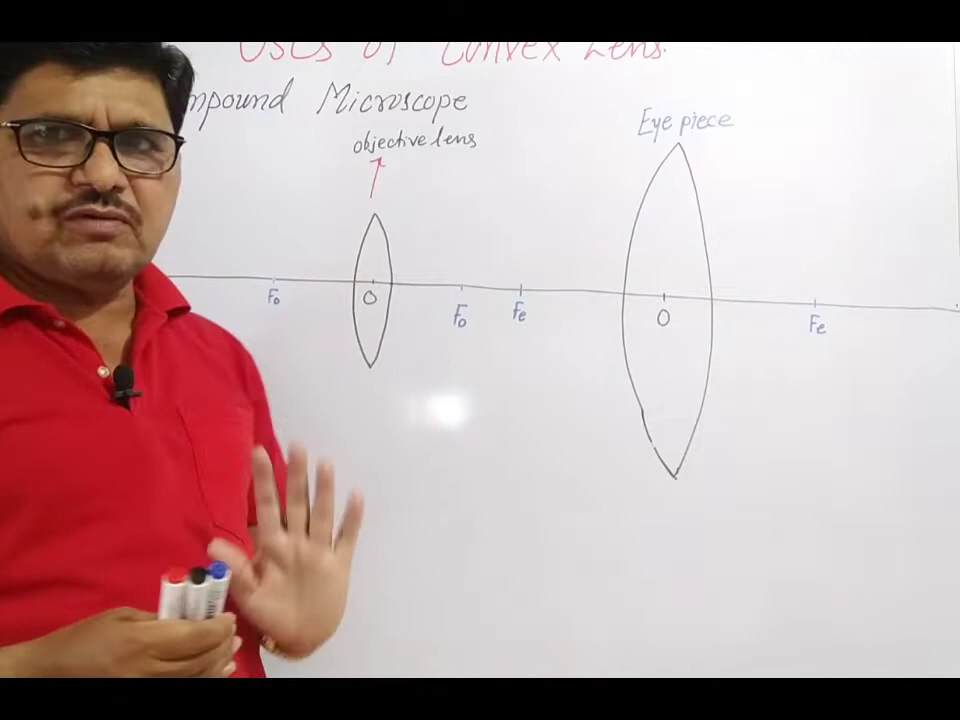 Uses of Convex Lens.
mpound Microscope
objective lens
Eye piece
Fo
O
Fo
Fe
O
Fe